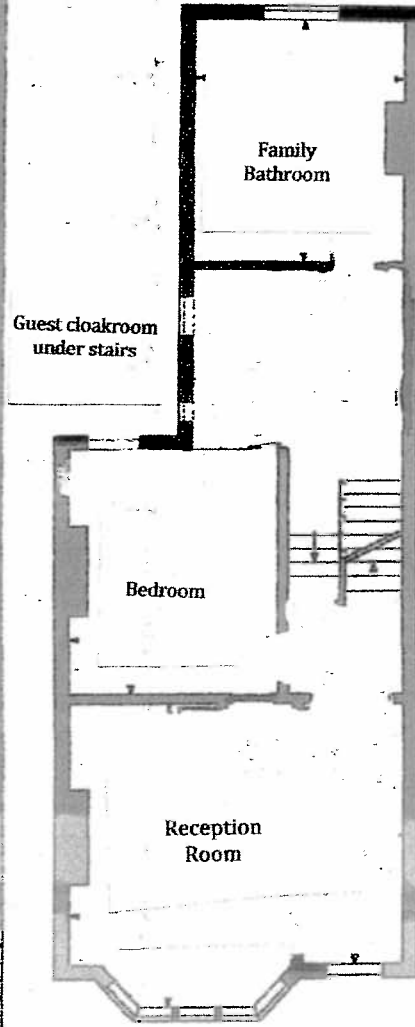 Family
Bathroom
Guest cloakroom
under stairs
Bedroom
Reception
Room